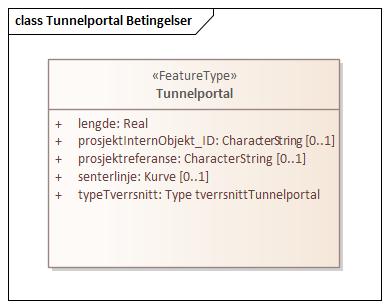 class Tunnelportal Betingelser
«FeatureType»
Tunnelportal
+ lengde: Real
+ prosjektInternObjekt_ID: CharacterString [0..1]
+ prosjektreferanse: CharacterString [0..1]
+ senterlinje: Kurve [0..1]
+ typeTverrsnitt: Type tverrsnittTunnelportal